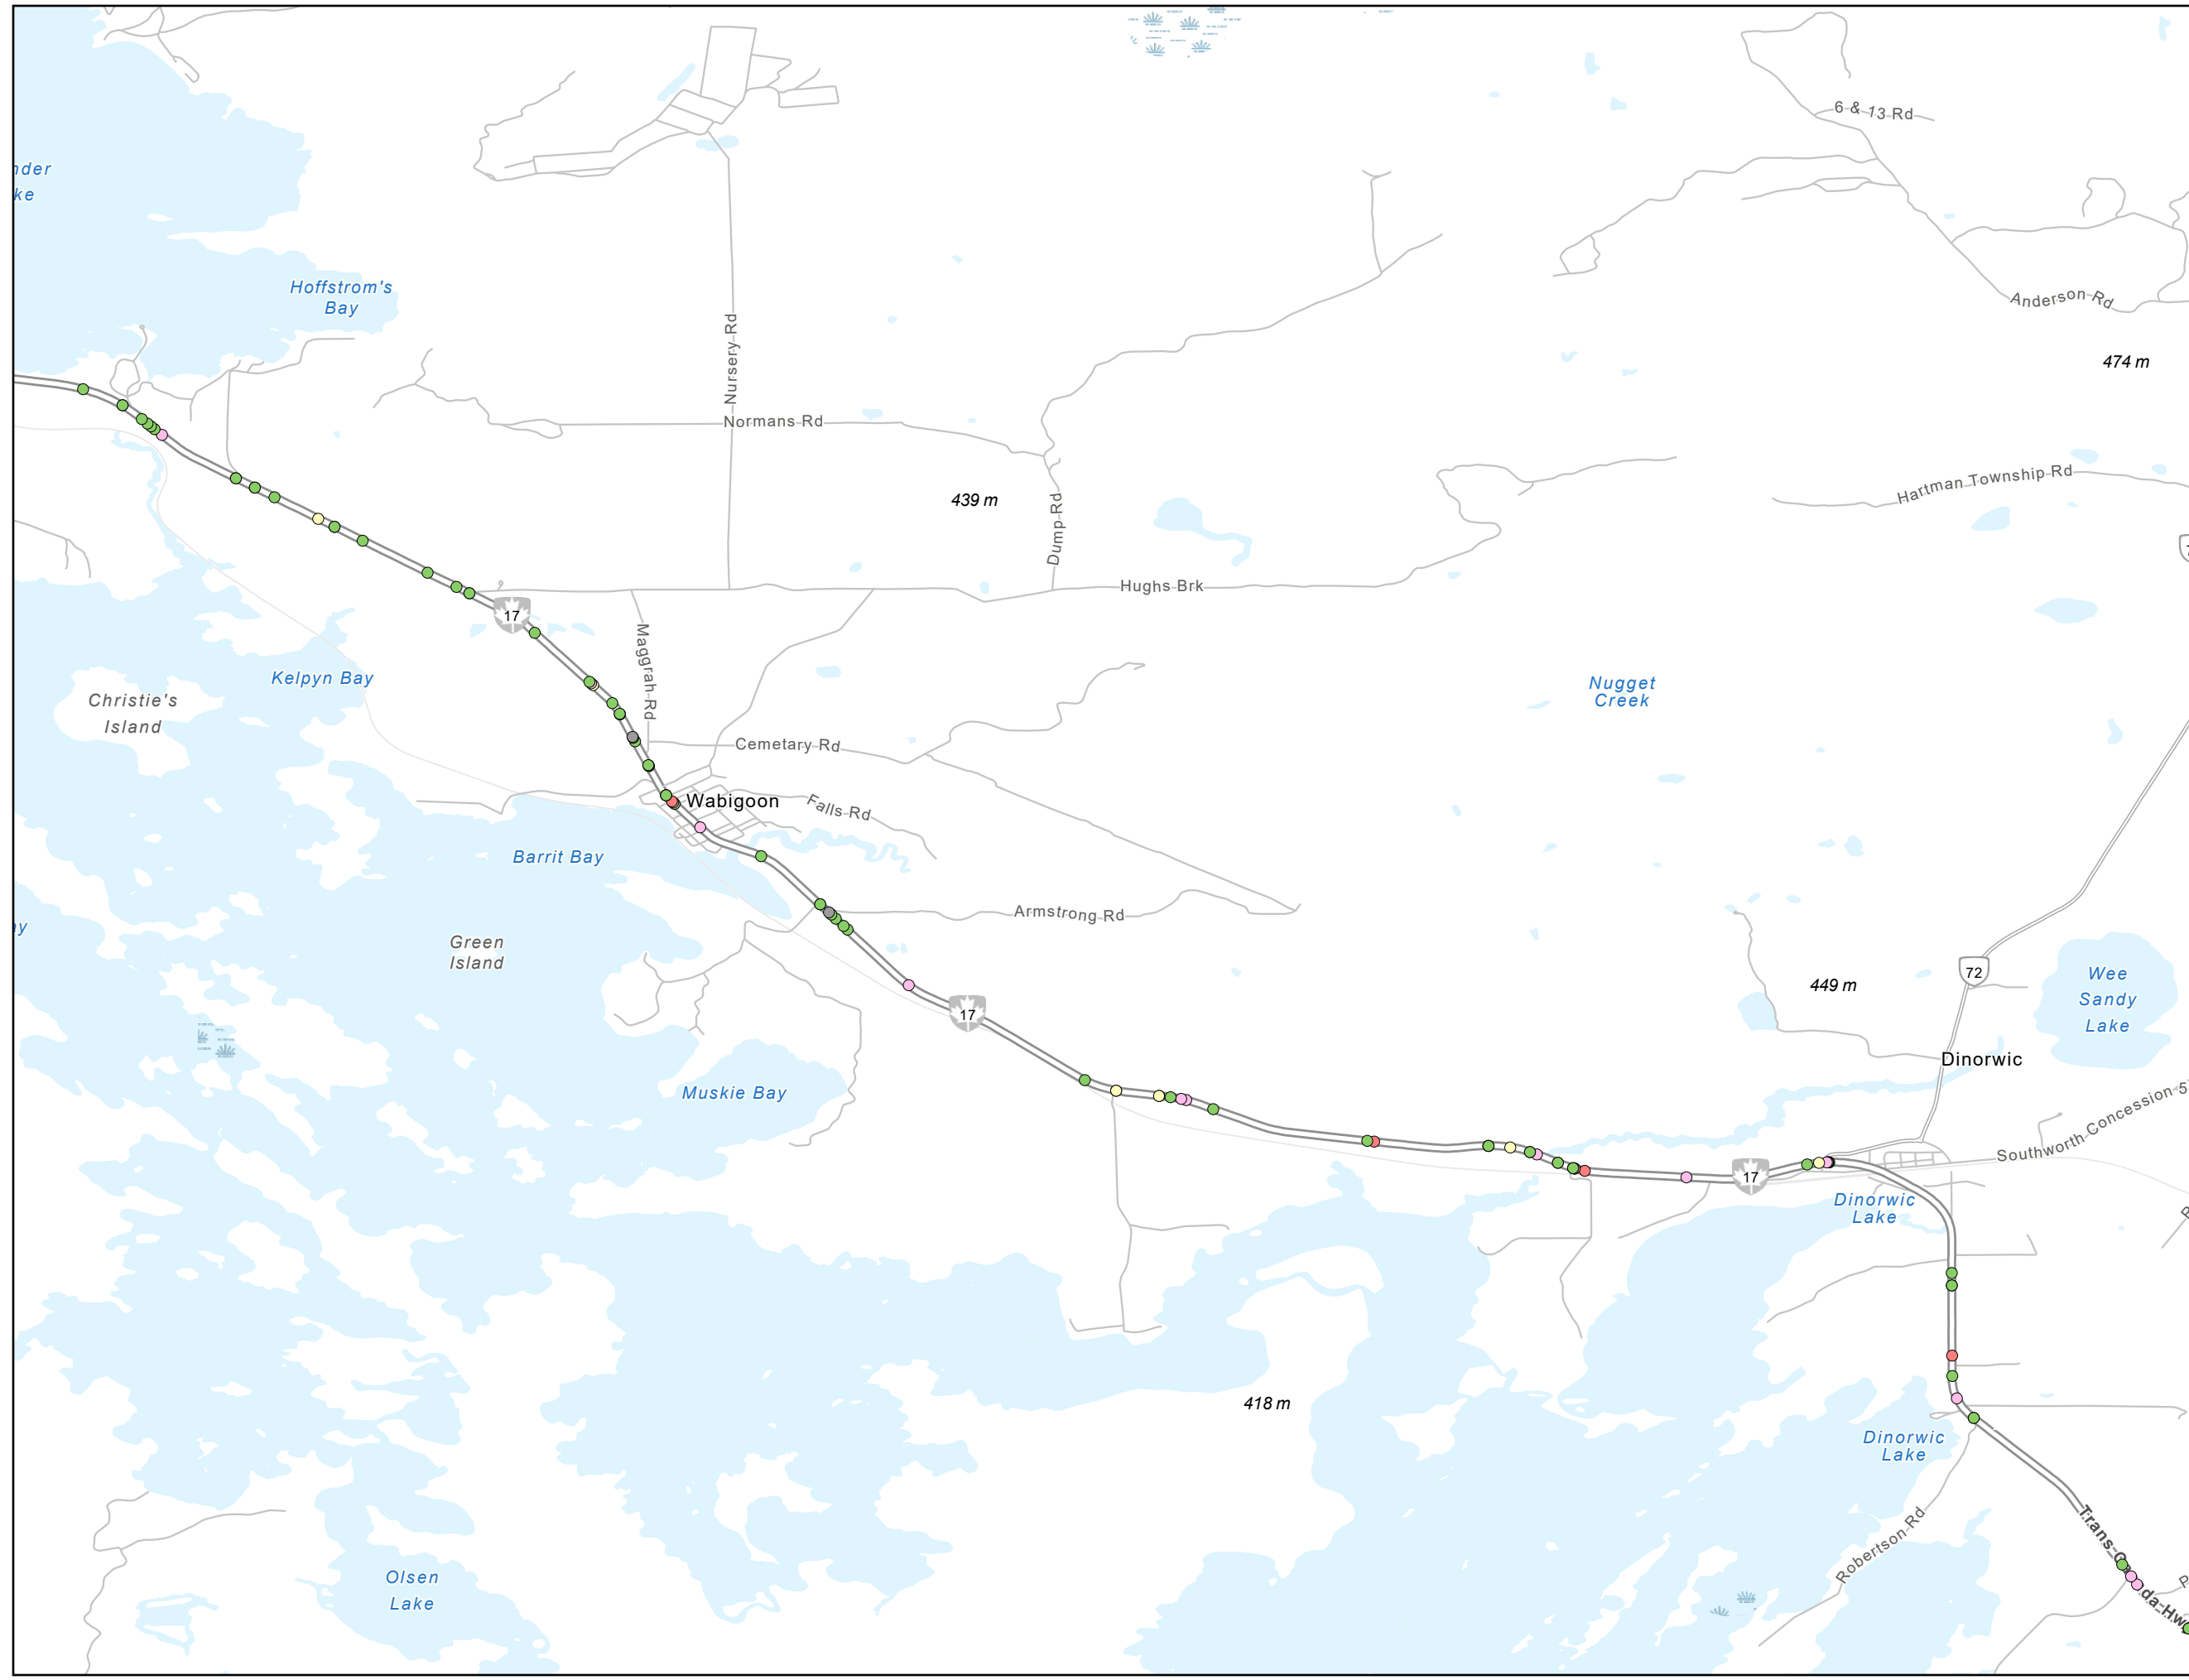 6 & 13 Rd
nder
ke
Hoffstrom's
Bay
Nursery Rd
Anderson Rd
474 m
Normans Rd
Hartman Township Rd
439 m
Dump Rd
Hughs Brk
17
Maggrah Rd
Kelpyn Bay
Christie's
Island
Nugget
Creek
Cemetary Rd
Wabigoon
Falls Rd
Barrit Bay
Armstrong Rd
ay
Green
Island
72
Wee
Sandy
Lake
449 m
17
Dinorwic
Muskie Bay
Southworth Concession 5
17
Dinorwic
Lake
418 m
Dinorwic
Lake
Robertson Rd
Olsen
Lake